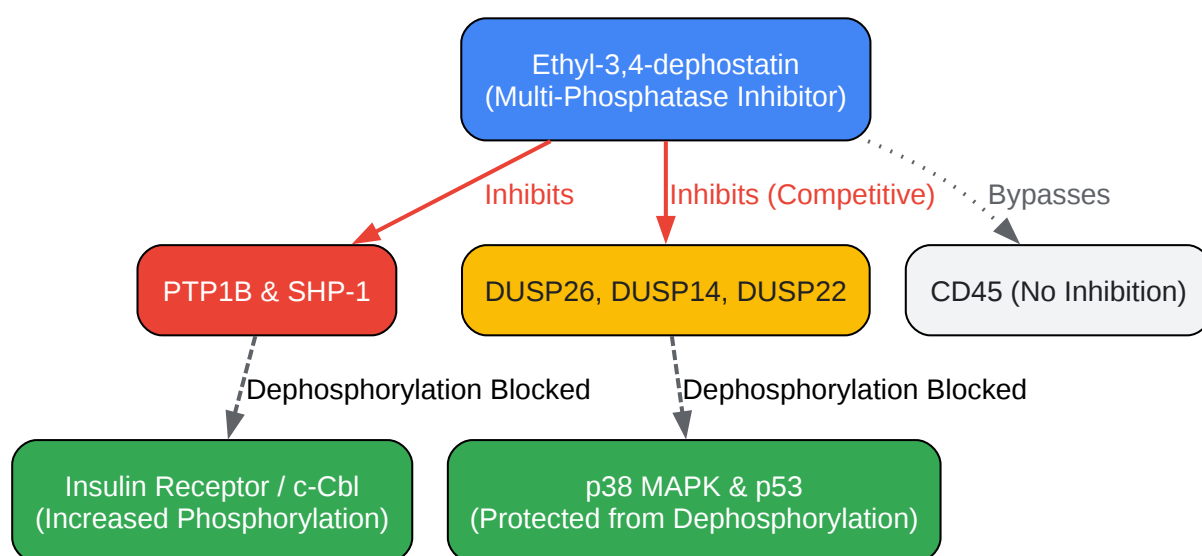 Ethyl-3,4-dephostatin
(Multi-Phosphatase Inhibitor)
Inhibits
Inhibits (Competitive)
Bypasses
PTP1B & SHP-1
DUSP26, DUSP14, DUSP22
CD45 (No Inhibition)
Dephosphorylation Blocked
Dephosphorylation Blocked
Insulin Receptor / c-Cbl
(Increased Phosphorylation)
p38 MAPK & p53
(Protected from Dephosphorylation)